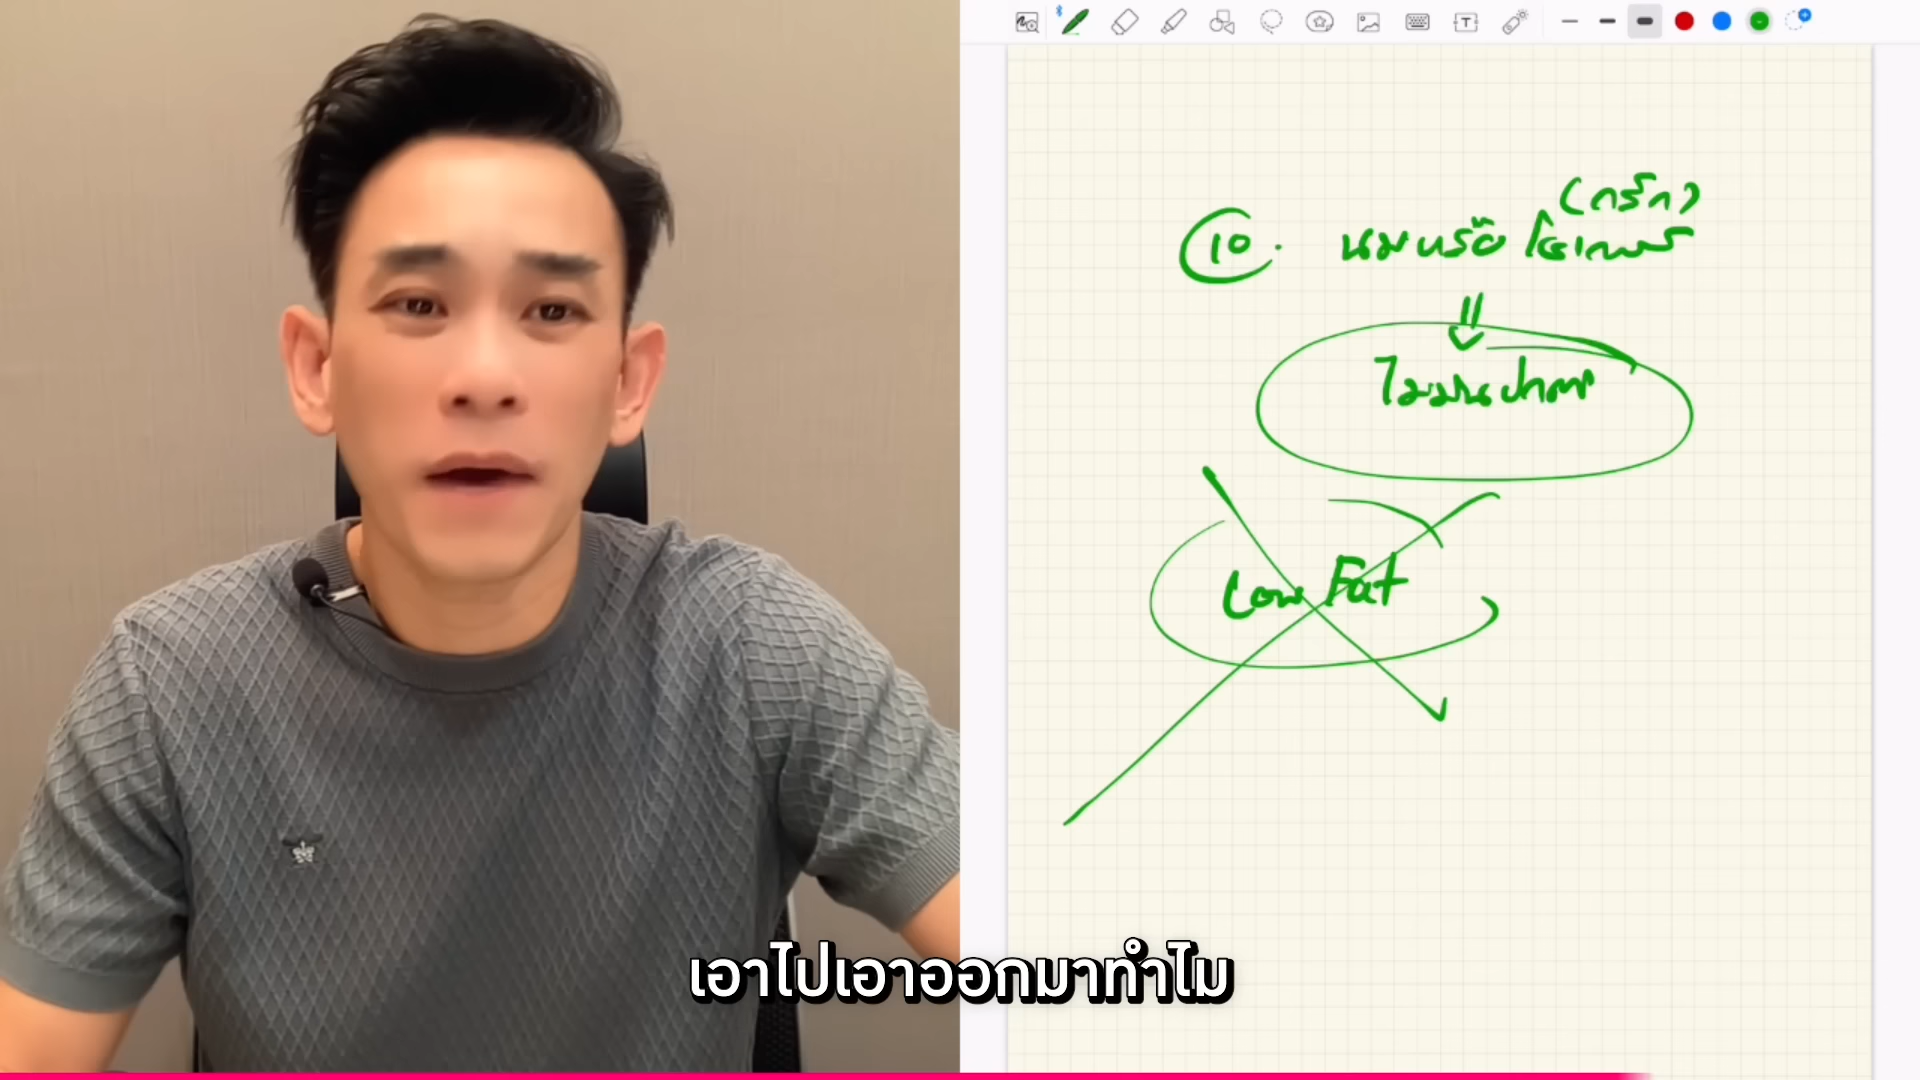 (กรีก)
10. นมหรือ โยเกิร์ต
ไขมันปกติ
Low Fat
เอาไปเอาออกมาทำไม